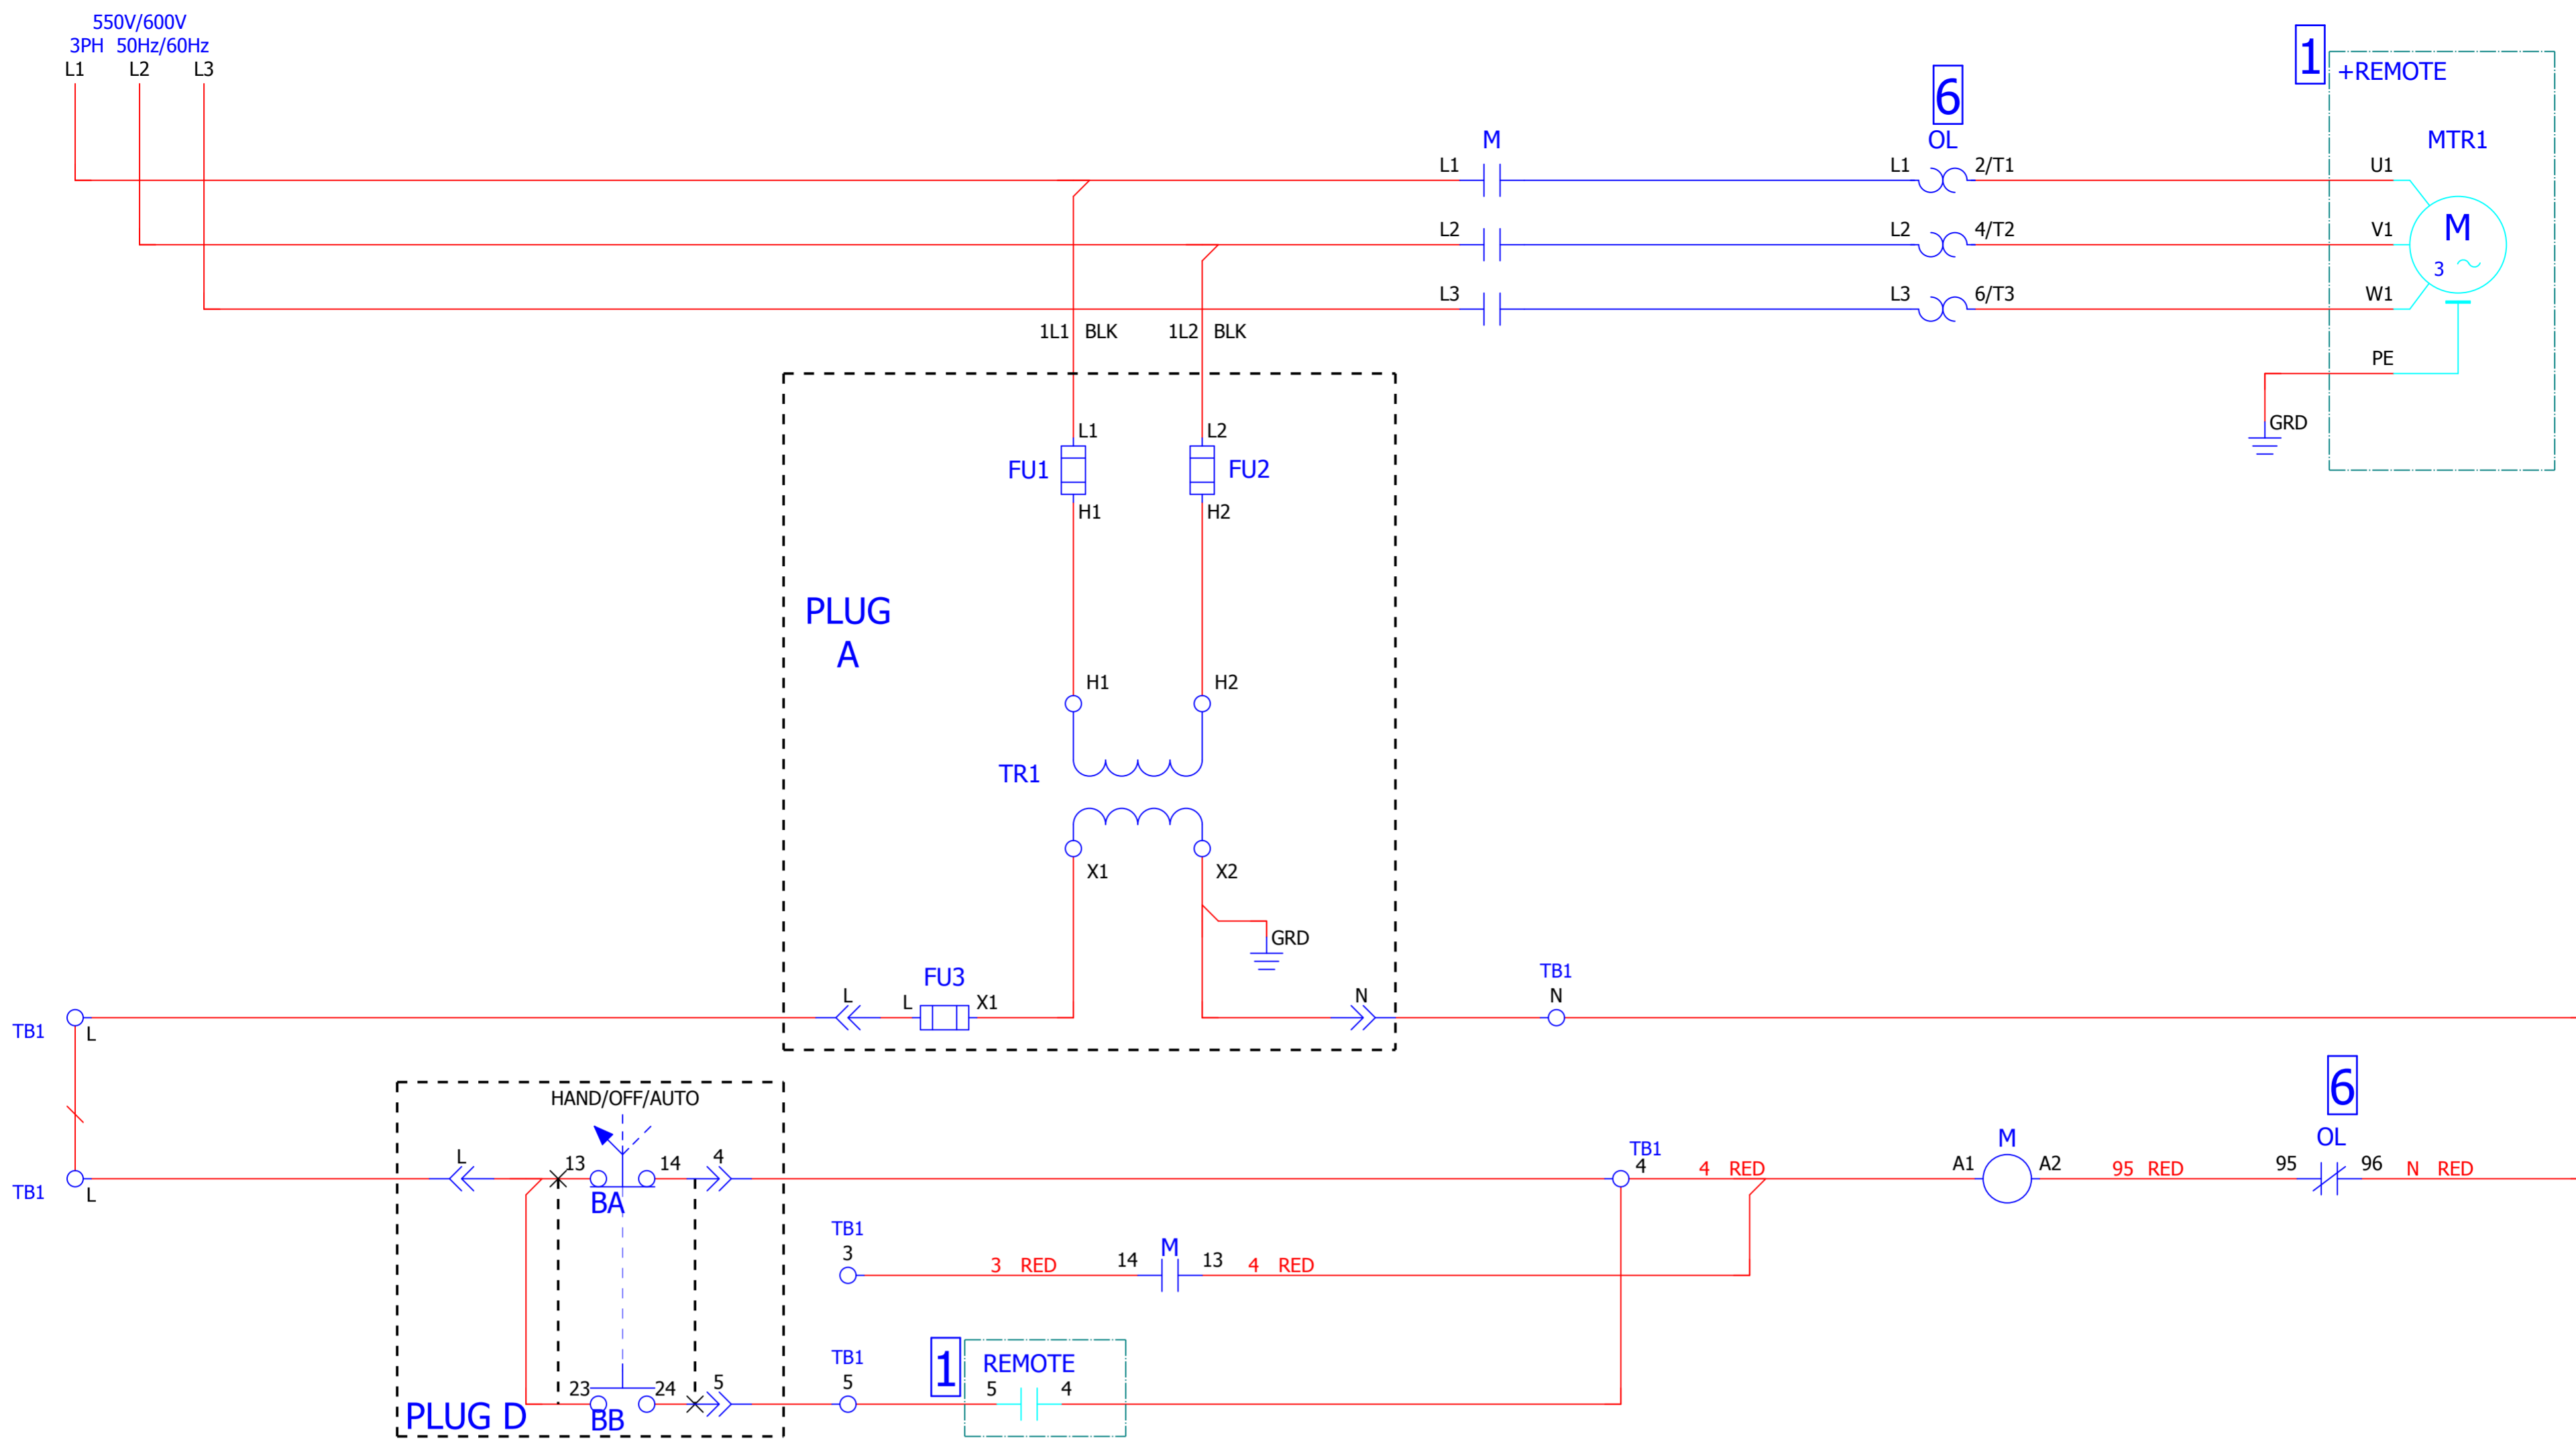 550V/600V
3PH 50Hz/60Hz
L1 L2 L3
1
+REMOTE
6
M
OL
MTR1
L1 L1 2/T1 U1
L2 L2 4/T2 V1
M
3
L3 L3 6/T3 W1
1L1 BLK 1L2 BLK
PE
GRD
L1 L2
FU1 FU2
H1 H2
PLUG
A
H1 H2
TR1
X1 X2
GRD
FU3
L L X1 N
TB1
N
TB1 L
HAND/OFF/AUTO
6
L 13 14 4
TB1
4
4 RED
M
A1 A2
95 RED
OL
95 96
N RED
TB1 L
BA
TB1
3
3 RED
14 M 13
4 RED
TB1
5
1
REMOTE
5 4
23 24 5
BB
PLUG D